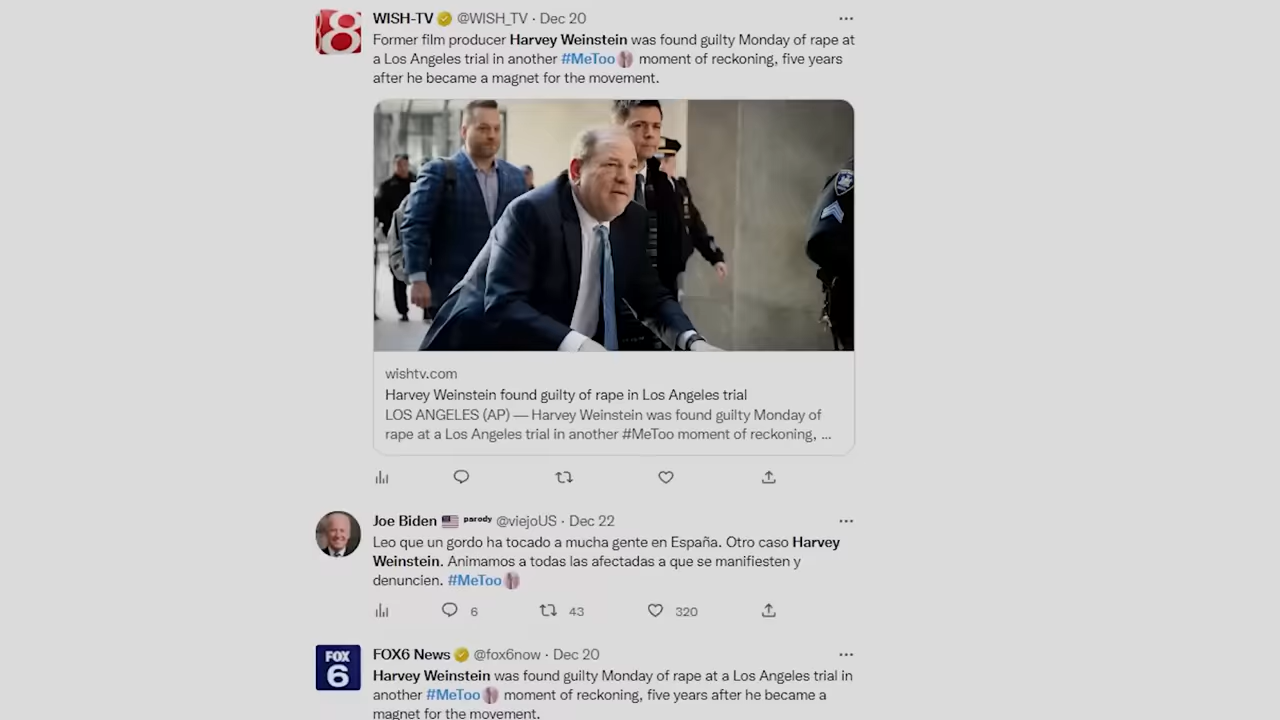 WISH-TV @WISH_TV · Dec 20
Former film producer Harvey Weinstein was found guilty Monday of rape at
a Los Angeles trial in another #MeToo moment of reckoning, five years
after he became a magnet for the movement.
8
wishtv.com
Harvey Weinstein found guilty of rape in Los Angeles trial
LOS ANGELES (AP) — Harvey Weinstein was found guilty Monday of
rape at a Los Angeles trial in another #MeToo moment of reckoning, ...
Joe Biden parody @viejoUS · Dec 22
Leo que un gordo ha tocado a mucha gente en España. Otro caso Harvey
Weinstein. Animamos a todas las afectadas a que se manifiesten y
denuncien. #MeToo
6 43 320
FOX 6
FOX6 News @fox6now · Dec 20
Harvey Weinstein was found guilty Monday of rape at a Los Angeles trial in
another #MeToo moment of reckoning, five years after he became a
magnet for the movement.